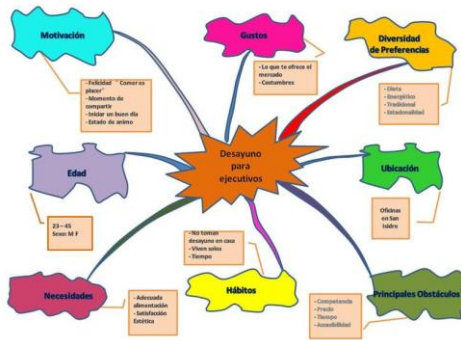 Motivación
- Felicidad " Comer es
placer"
- Momento de
compartir
- Iniciar un buen día
- Estado de animo
Gustos
- Lo que te ofrece el
mercado
- Costumbres
Diversidad
de Preferencias
- Dieta
- Energético
- Tradicional
- Estacionalidad
Desayuno
para
ejecutivos
Edad
23 – 45
Sexo: M F
Ubicación
Oficinas
en San
Isidro
Necesidades
- Adecuada
alimentación
- Satisfacción
Estética
Hábitos
- No toman
desayuno en casa
- Viven solos
- Tiempo
Principales Obstáculos
- Competencia
- Precio
- Tiempo
- Accesibilidad